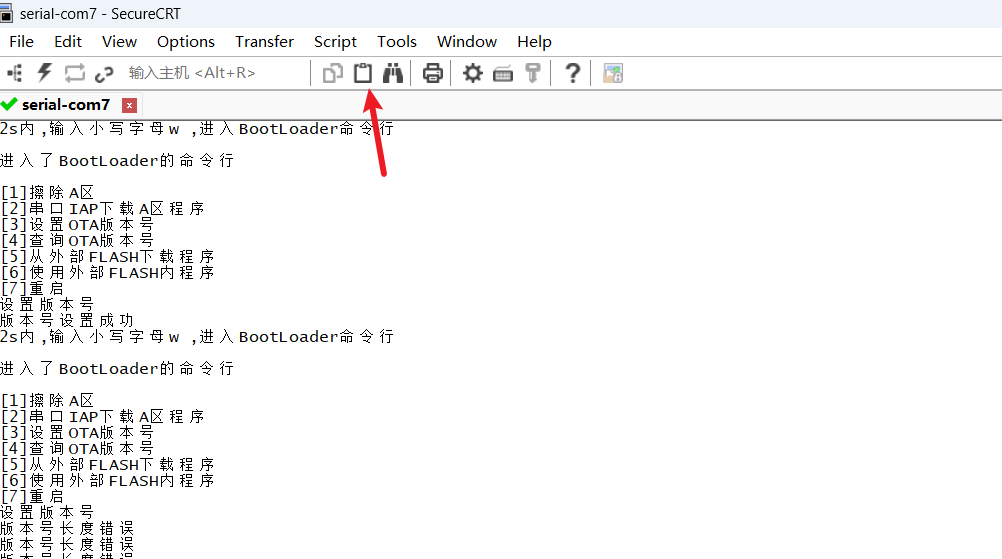 serial-com7 - SecureCRT
File Edit View Options Transfer Script Tools Window Help
输入主机 <Alt+R>
serial-com7
2s内,输入小写字母w ,进入BootLoader命令行
进入了BootLoader的命令行
[1]擦除A区
[2]串口IAP下载A区程序
[3]设置OTA版本号
[4]查询OTA版本号
[5]从外部FLASH下载程序
[6]使用外部FLASH内程序
[7]重启
设置版本号
版本号设置成功
2s内,输入小写字母w ,进入BootLoader命令行
进入了BootLoader的命令行
[1]擦除A区
[2]串口IAP下载A区程序
[3]设置OTA版本号
[4]查询OTA版本号
[5]从外部FLASH下载程序
[6]使用外部FLASH内程序
[7]重启
设置版本号
版本号长度错误
版本号长度错误
版本号长度错误